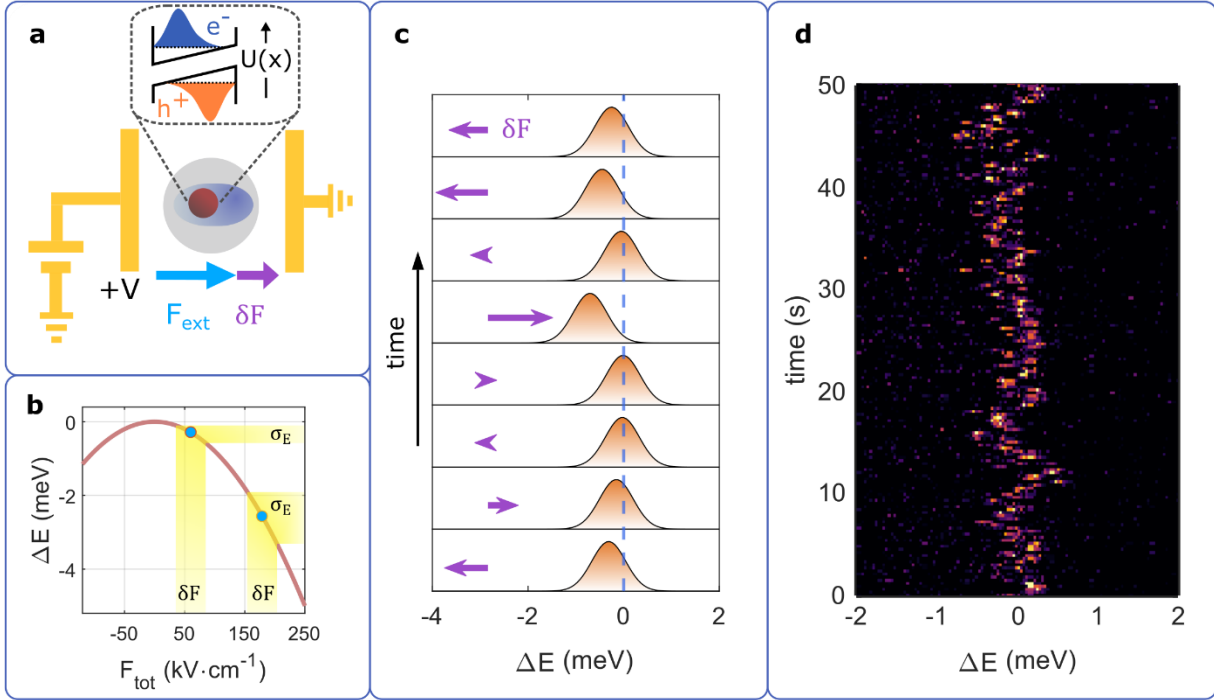 a
e⁻
U(x)
h⁺
+V
F_ext
δF
b
0
-2
-4
ΔE (meV)
σ_E
σ_E
δF
δF
-50
50
150
250
F_tot (kV·cm⁻¹)
c
δF
time
-4
-2
0
2
ΔE (meV)
d
50
40
30
20
10
0
time (s)
-2
-1
0
1
2
ΔE (meV)